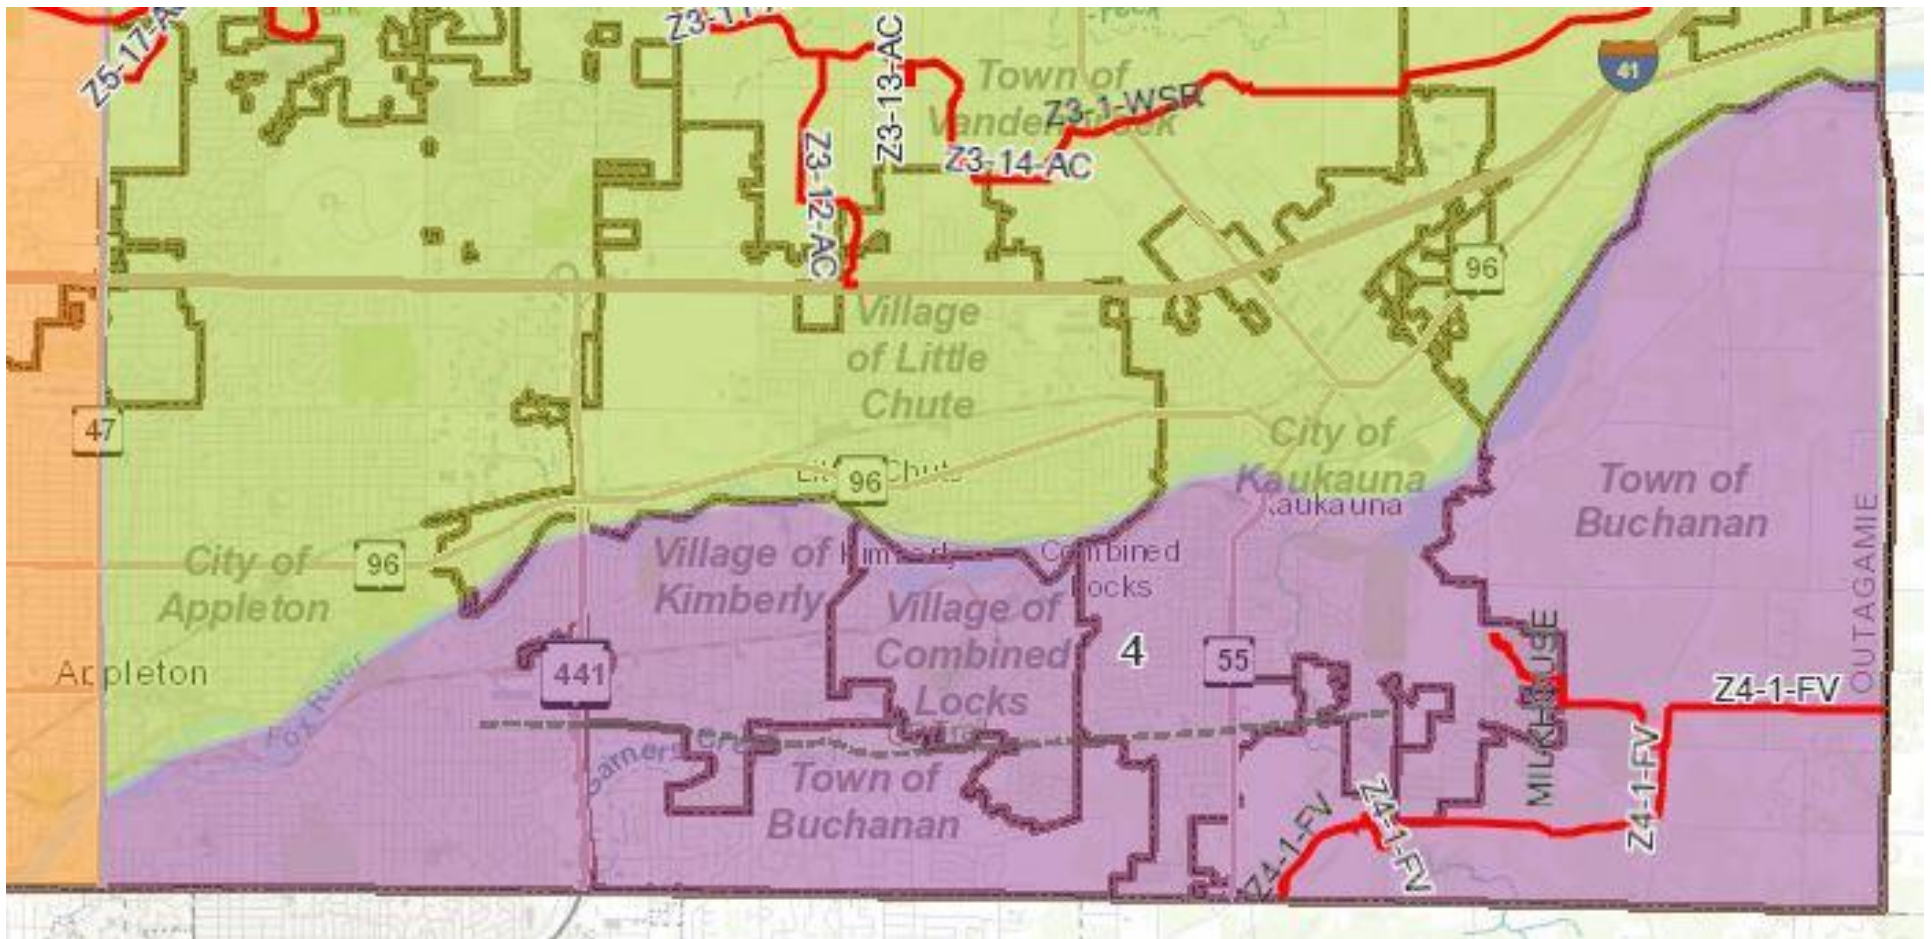 Z5-17-A
Z3-11-
Z3-13-AC
41
Town of
Z3-1-WSR
Z3-12-AC
Z3-14-AC
96
Village
of Little
Chute
47
City of
Kaukauna
Kaukauna
96
Town of
Buchanan
OUTAGAMIE
City of
Appleton
96
Village of
Kimberly
Kimberly
Combined
Locks
Village of
Combined
Locks
4
55
441
Appleton
Fox River
MILKHOUSE
Z4-1-FV
Garners Creek
Town of
Buchanan
Z4-1-FV
Z4-1-FV
Z4-1-FV